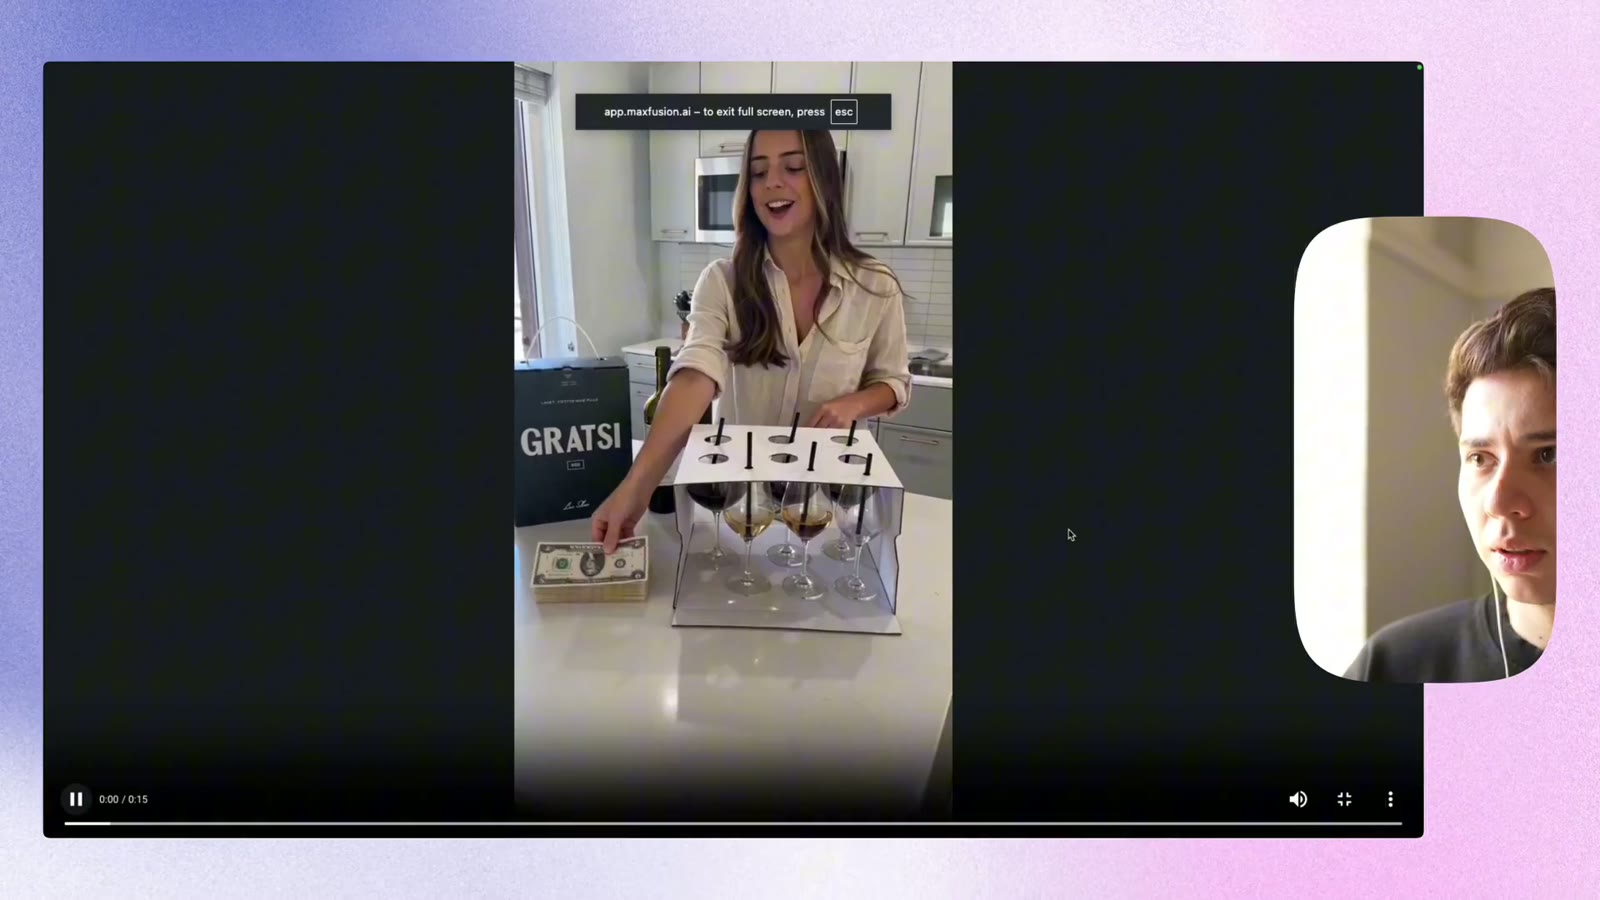 app.maxfusion.ai – to exit full screen, press esc
GRATSI
0:00 / 0:15